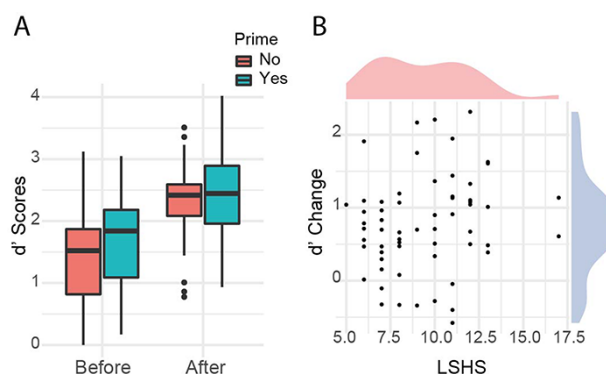 A
Prime
No
Yes
d' Scores
4
3
2
1
0
Before
After
B
d' Change
2
1
0
5.0 7.5 10.0 12.5 15.0 17.5
LSHS